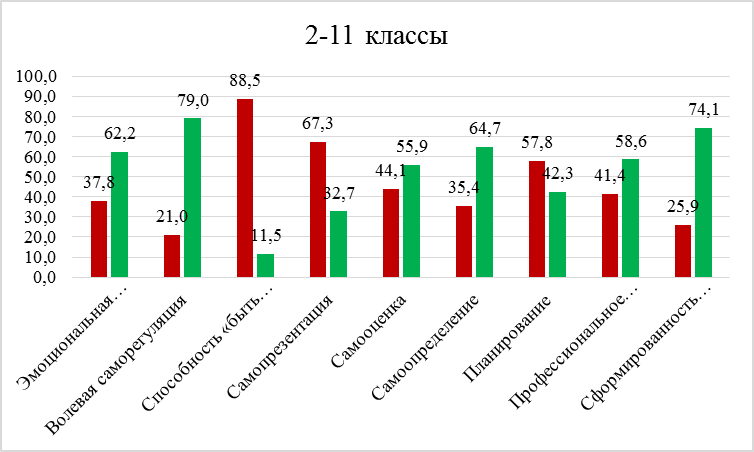 2-11 классы
100,0
90,0
80,0
70,0
60,0
50,0
40,0
30,0
20,0
10,0
0,0
37,8
62,2
21,0
79,0
88,5
11,5
67,3
32,7
44,1
55,9
35,4
64,7
57,8
42,3
41,4
58,6
25,9
74,1
Эмоциональная…
Волевая саморегуляция
Способность «быть…
Самопрезентация
Самооценка
Самоопределение
Планирование
Профессиональное…
Сформированность…